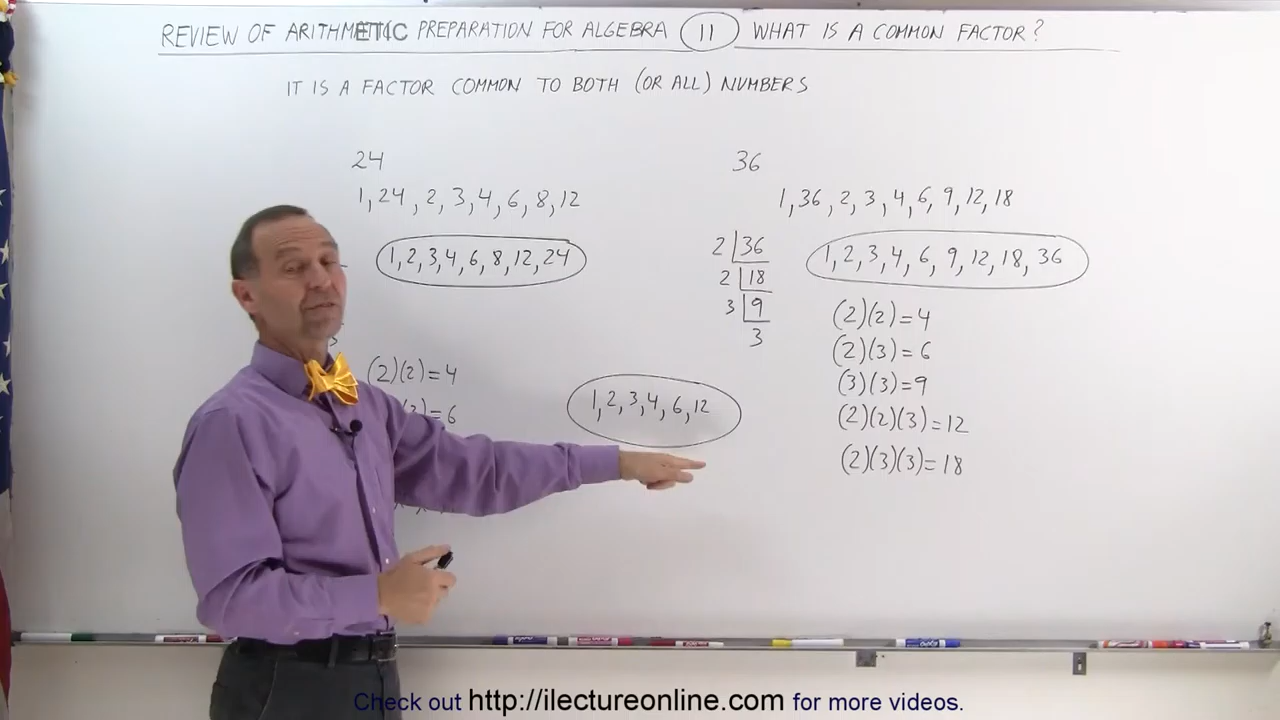 REVIEW OF ARITHMETIC PREPARATION FOR ALGEBRA 11 WHAT IS A COMMON FACTOR?
IT IS A FACTOR COMMON TO BOTH (OR ALL) NUMBERS
24
1, 24, 2, 3, 4, 6, 8, 12
1, 2, 3, 4, 6, 8, 12, 24
(2)(2)=4
=6
1, 2, 3, 4, 6, 12
36
1, 36, 2, 3, 4, 6, 9, 12, 18
2 36
2 18
3 9
3
1, 2, 3, 4, 6, 9, 12, 18, 36
(2)(2)=4
(2)(3)=6
(3)(3)=9
(2)(2)(3)=12
(2)(3)(3)=18
Check out http://ilectureonline.com for more videos.